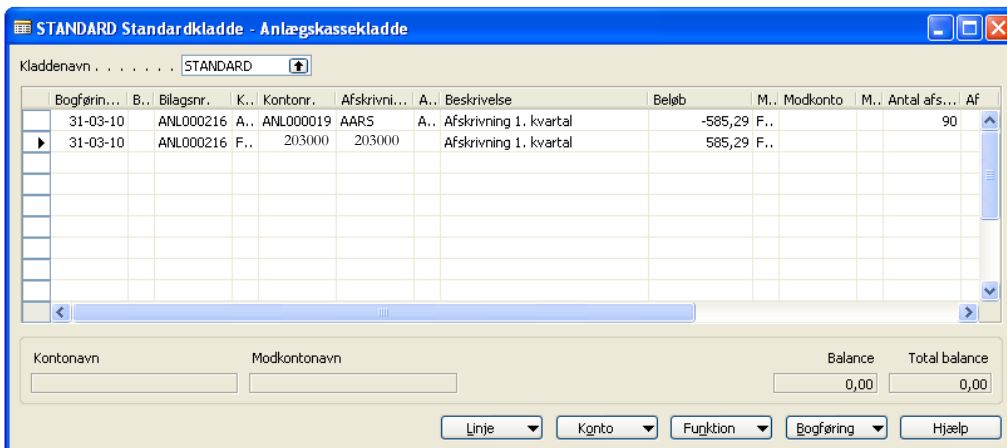 STANDARD Standardkladde - Anlægskassekladde
Kladdenavn . . . . . . . STANDARD
Bogførin... B.. Bilagsnr. K.. Kontonr. Afskrivni... A.. Beskrivelse Beløb M.. Modkonto M.. Antal afs... Af
31-03-10 ANL000216 A.. ANL000019 AARS A.. Afskrivning 1. kvartal -585,29 F.. 90
31-03-10 ANL000216 F.. 203000 203000 Afskrivning 1. kvartal 585,29 F..
Kontonavn Modkontonavn Balance Total balance
0,00 0,00
Linje Konto Funktion Bogføring Hjælp